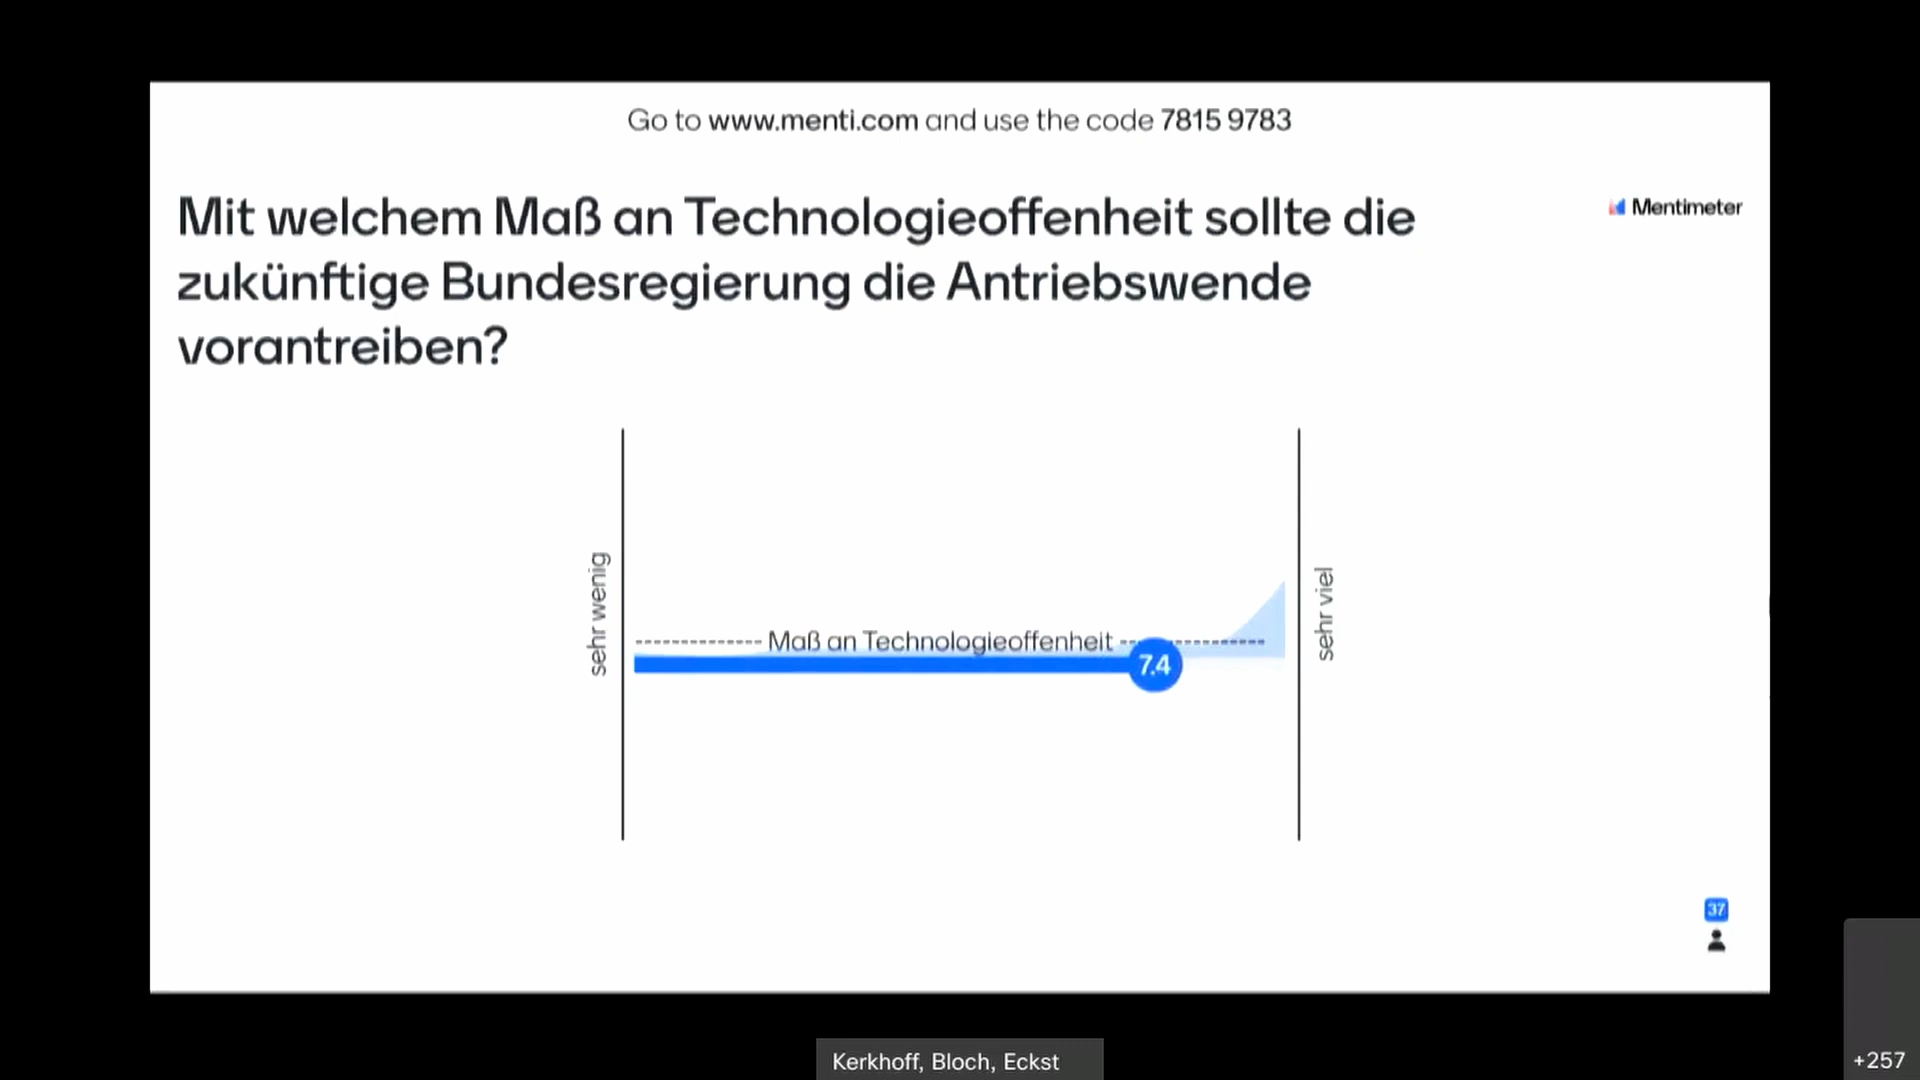 Go to www.menti.com and use the code 7815 9783
Mentimeter
Mit welchem Maß an Technologieoffenheit sollte die
zukünftige Bundesregierung die Antriebswende
vorantreiben?
sehr wenig
Maß an Technologieoffenheit
7.4
sehr viel
37
Kerkhoff, Bloch, Eckst
+257